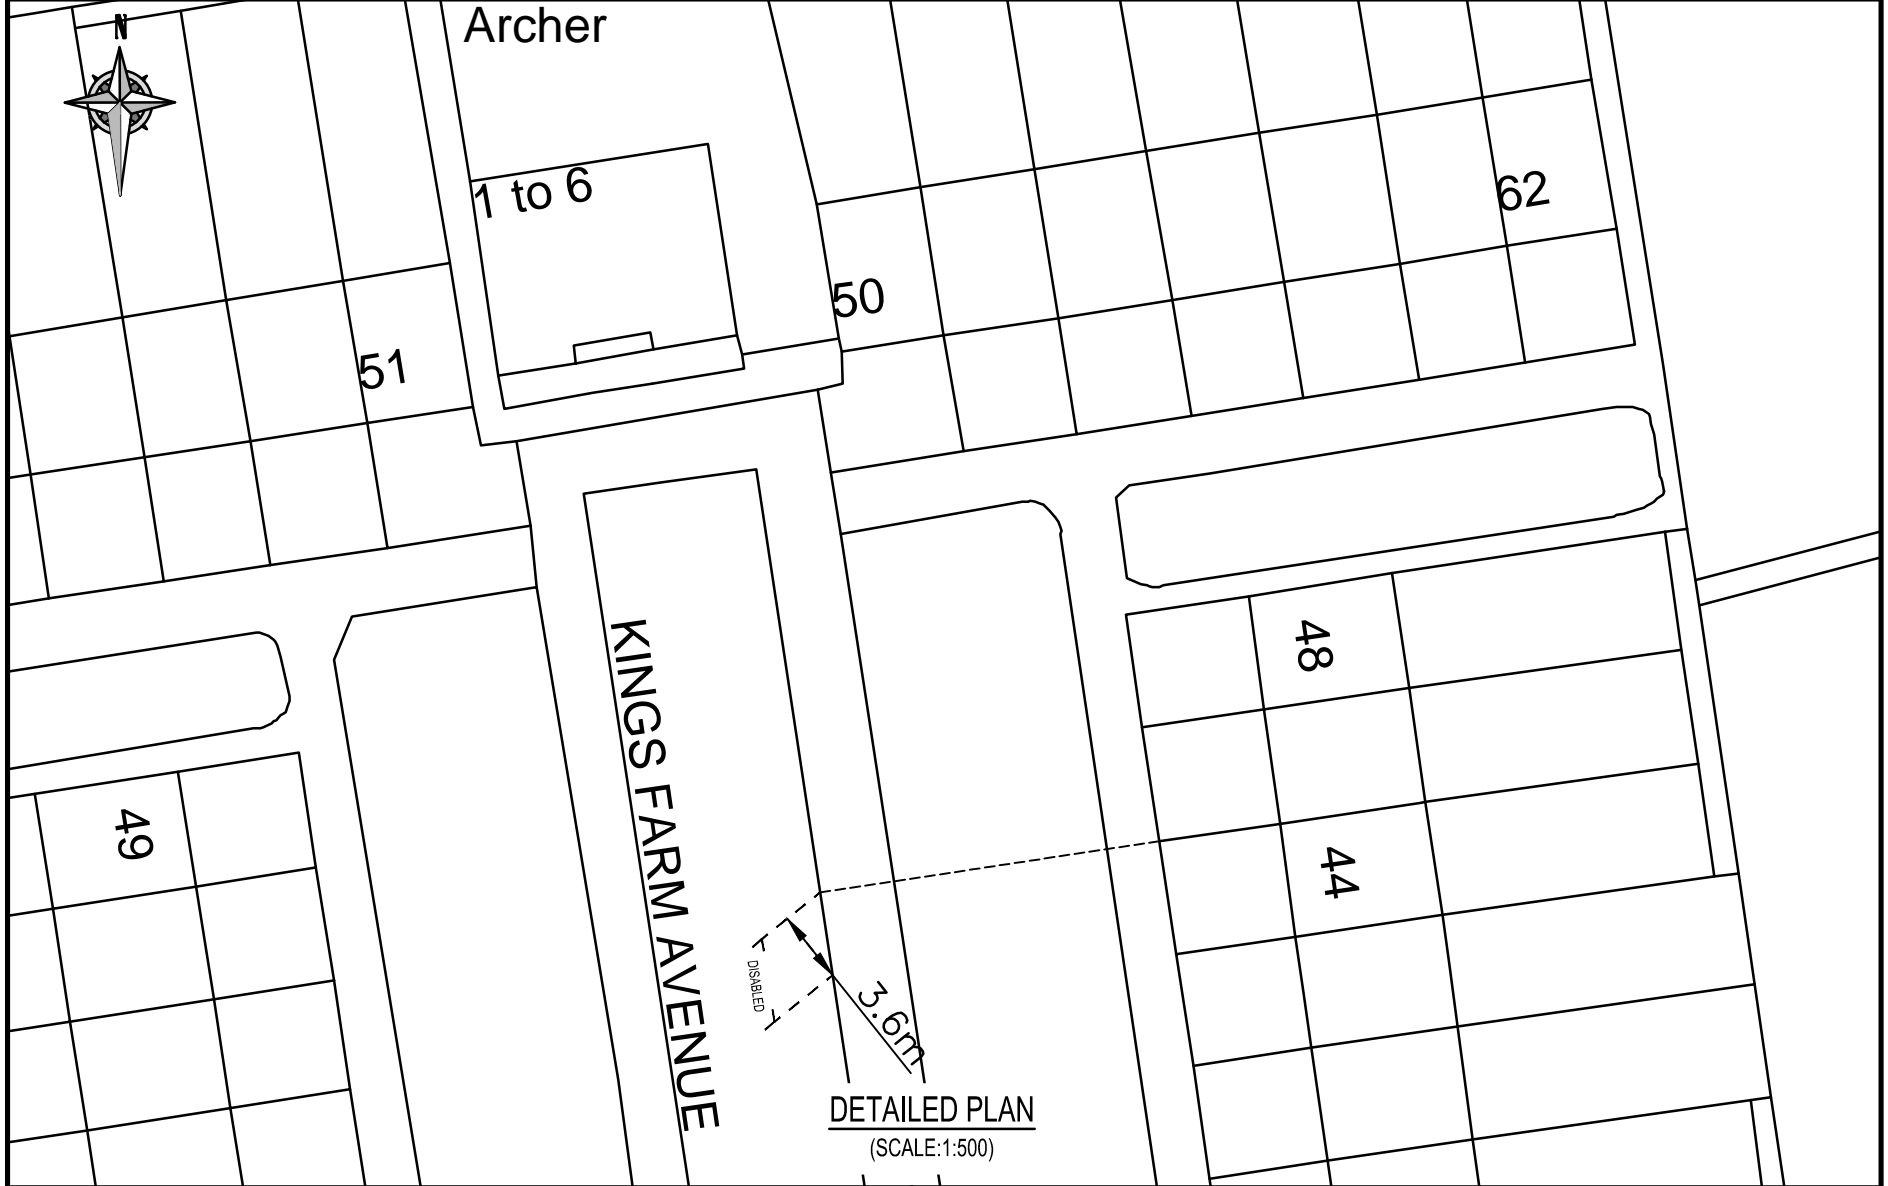 N
Archer
1 to 6
62
50
51
48
KINGS FARM AVENUE
49
44
DISABLED
3.6m
DETAILED PLAN
(SCALE:1:500)